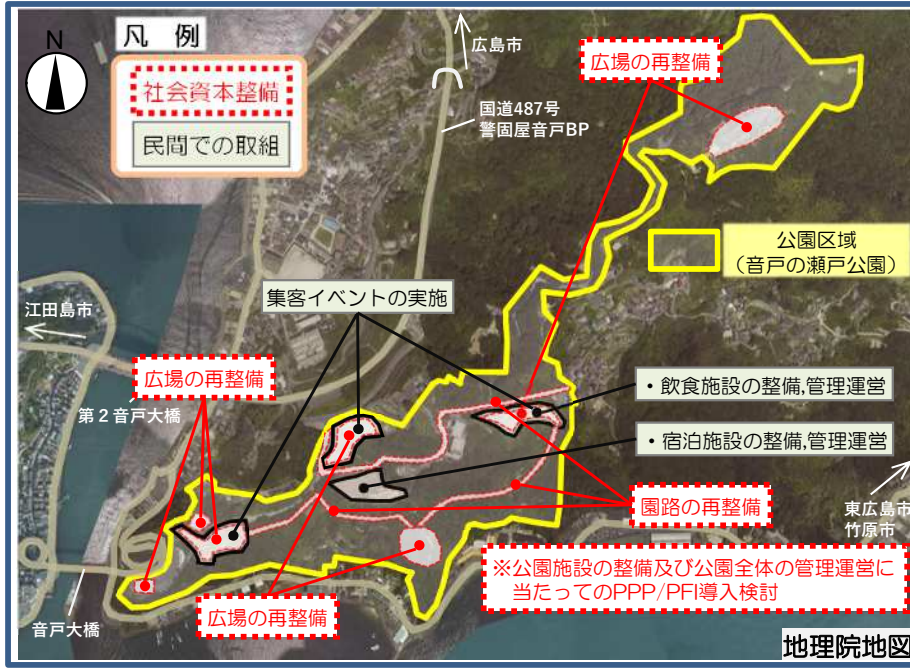 N
凡 例
社会資本整備
民間での取組
広島市
国道487号
警固屋音戸BP
広場の再整備
公園区域
（音戸の瀬戸公園）
集客イベントの実施
江田島市
広場の再整備
第２音戸大橋
・飲食施設の整備,管理運営
・宿泊施設の整備,管理運営
園路の再整備
東広島市
竹原市
※公園施設の整備及び公園全体の管理運営に
当たってのPPP/PFI導入検討
広場の再整備
音戸大橋
地理院地図